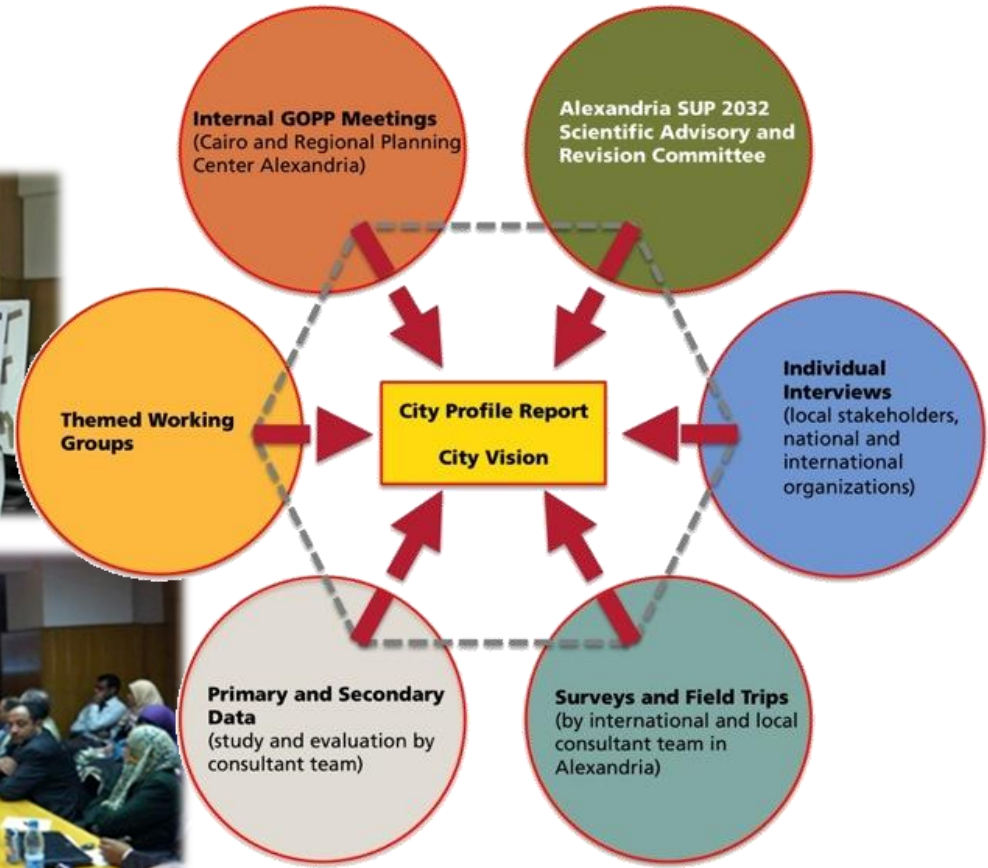 Internal GOPP Meetings
(Cairo and Regional Planning
Center Alexandria)
Alexandria SUP 2032
Scientific Advisory and
Revision Committee
Themed Working
Groups
City Profile Report
City Vision
Individual
Interviews
(local stakeholders,
national and
international
organizations)
Primary and Secondary
Data
(study and evaluation by
consultant team)
Surveys and Field Trips
(by international and local
consultant team in
Alexandria)